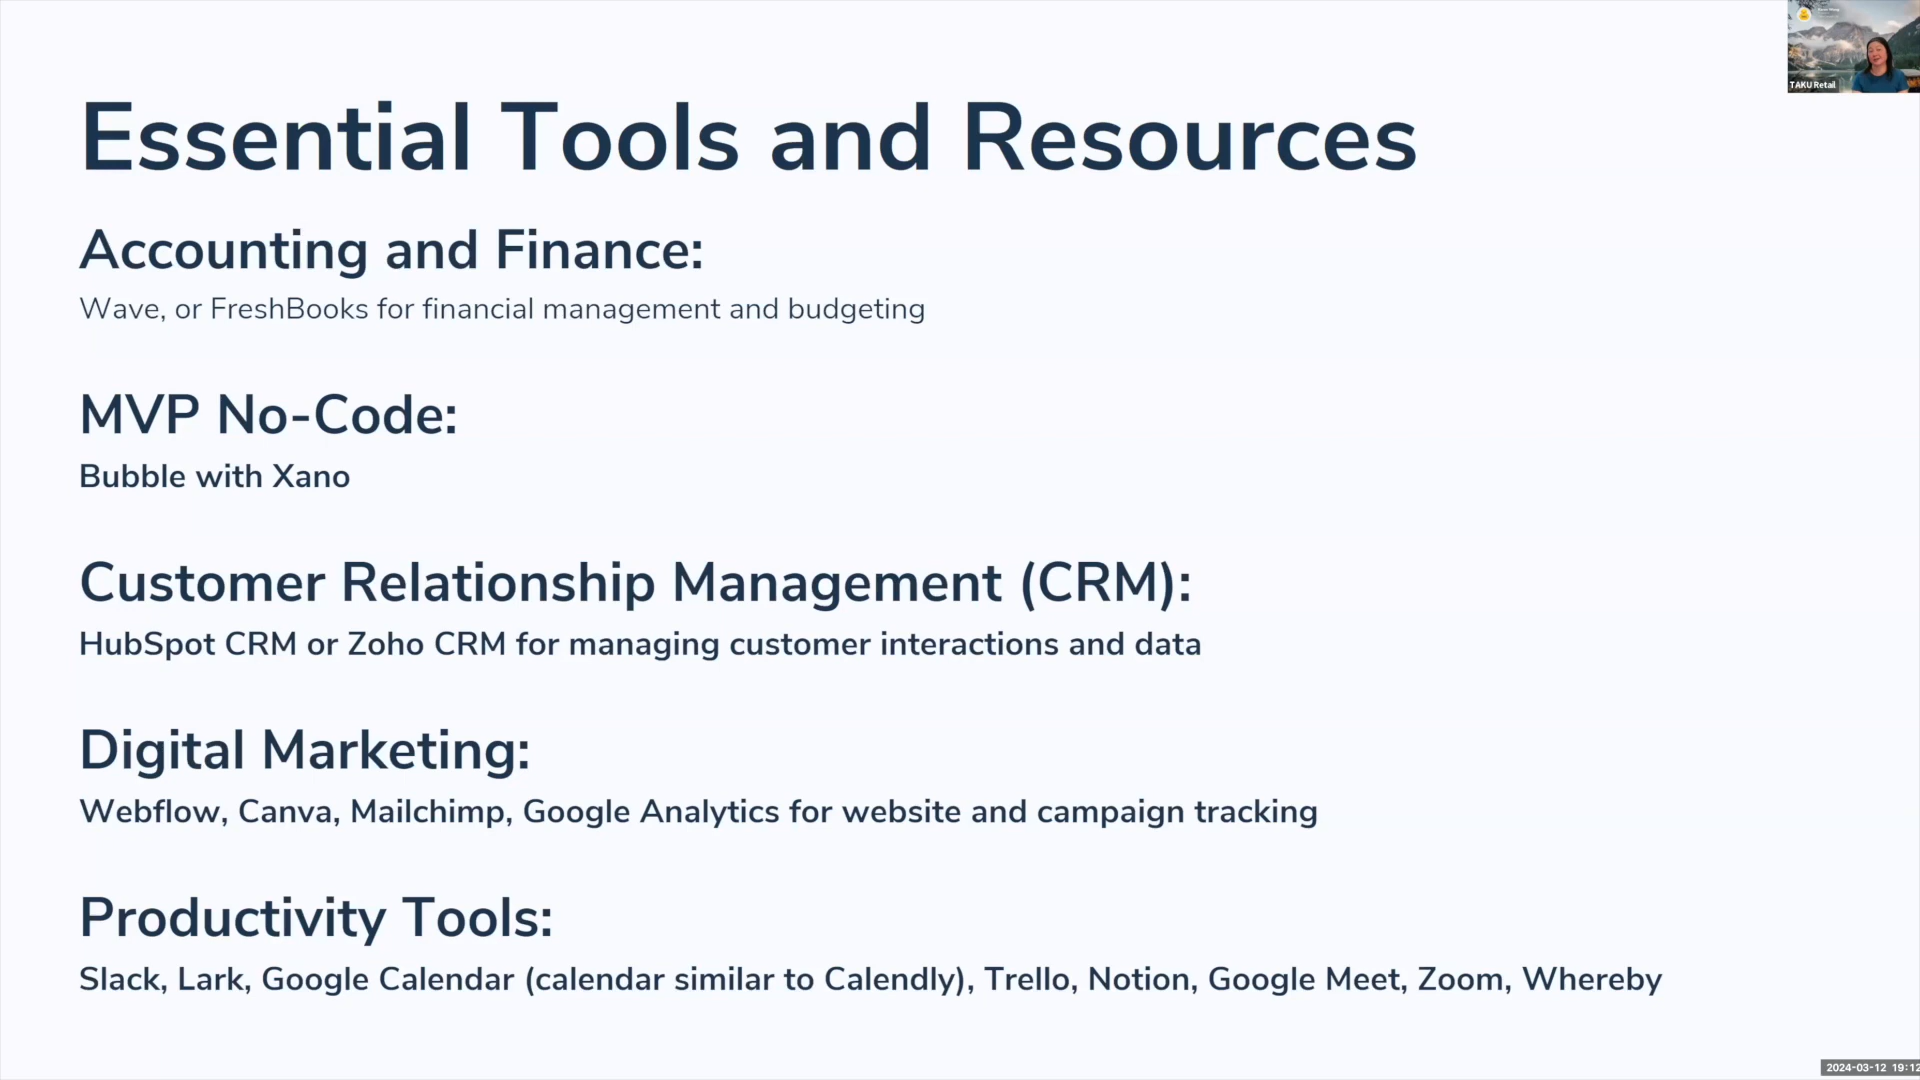 Essential Tools and Resources
Accounting and Finance:
Wave, or FreshBooks for financial management and budgeting
MVP No-Code:
Bubble with Xano
Customer Relationship Management (CRM):
HubSpot CRM or Zoho CRM for managing customer interactions and data
Digital Marketing:
Webflow, Canva, Mailchimp, Google Analytics for website and campaign tracking
Productivity Tools:
Slack, Lark, Google Calendar (calendar similar to Calendly), Trello, Notion, Google Meet, Zoom, Whereby
TAKU Retail
2024-03-12 19:12